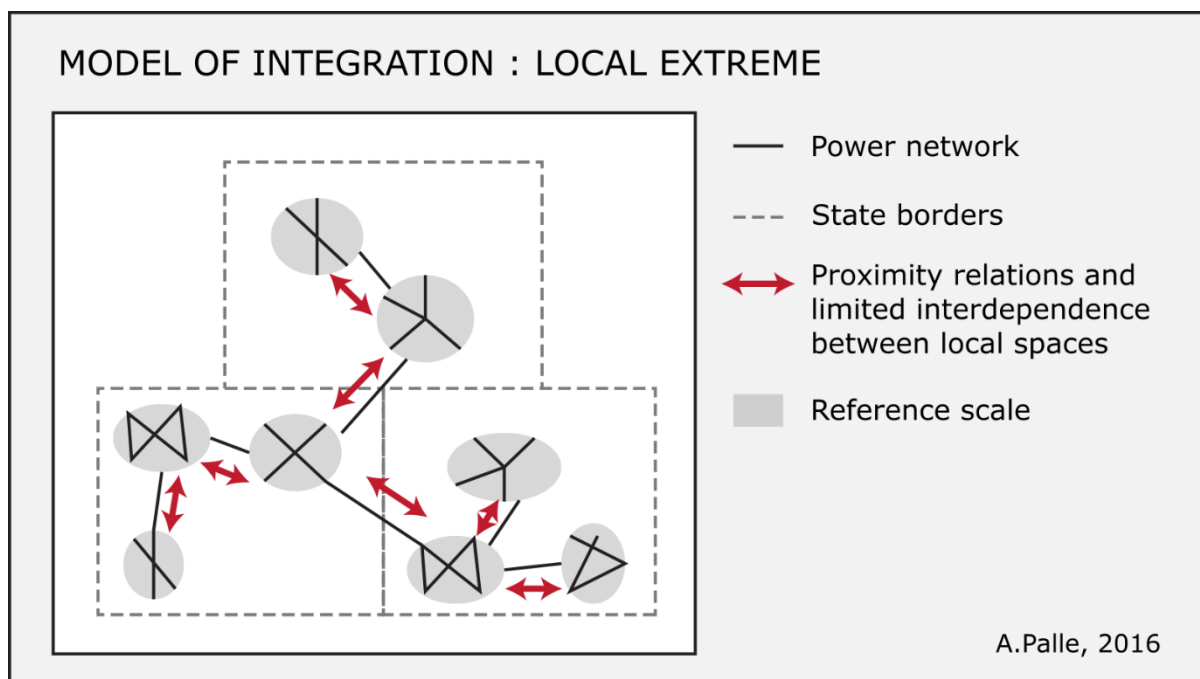 MODEL OF INTEGRATION : LOCAL EXTREME
Power network
State borders
Proximity relations and
limited interdependence
between local spaces
Reference scale
A.Palle, 2016